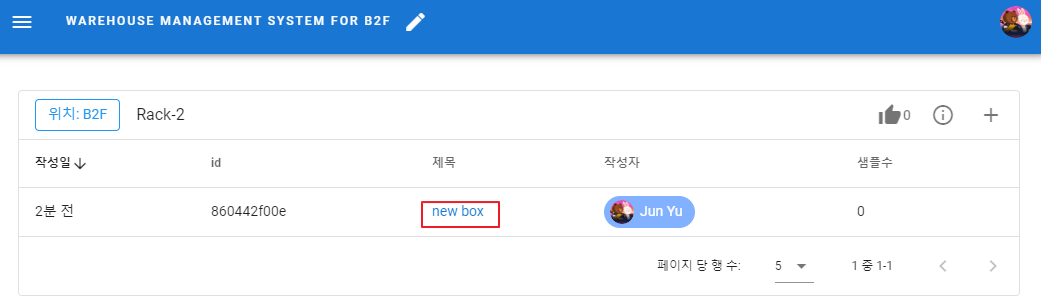 WAREHOUSE MANAGEMENT SYSTEM FOR B2F
위치: B2F Rack-2 0
작성일 id 제목 작성자 샘플수
2분 전 860442f00e new box Jun Yu 0
페이지 당 행 수: 5 1 중 1-1